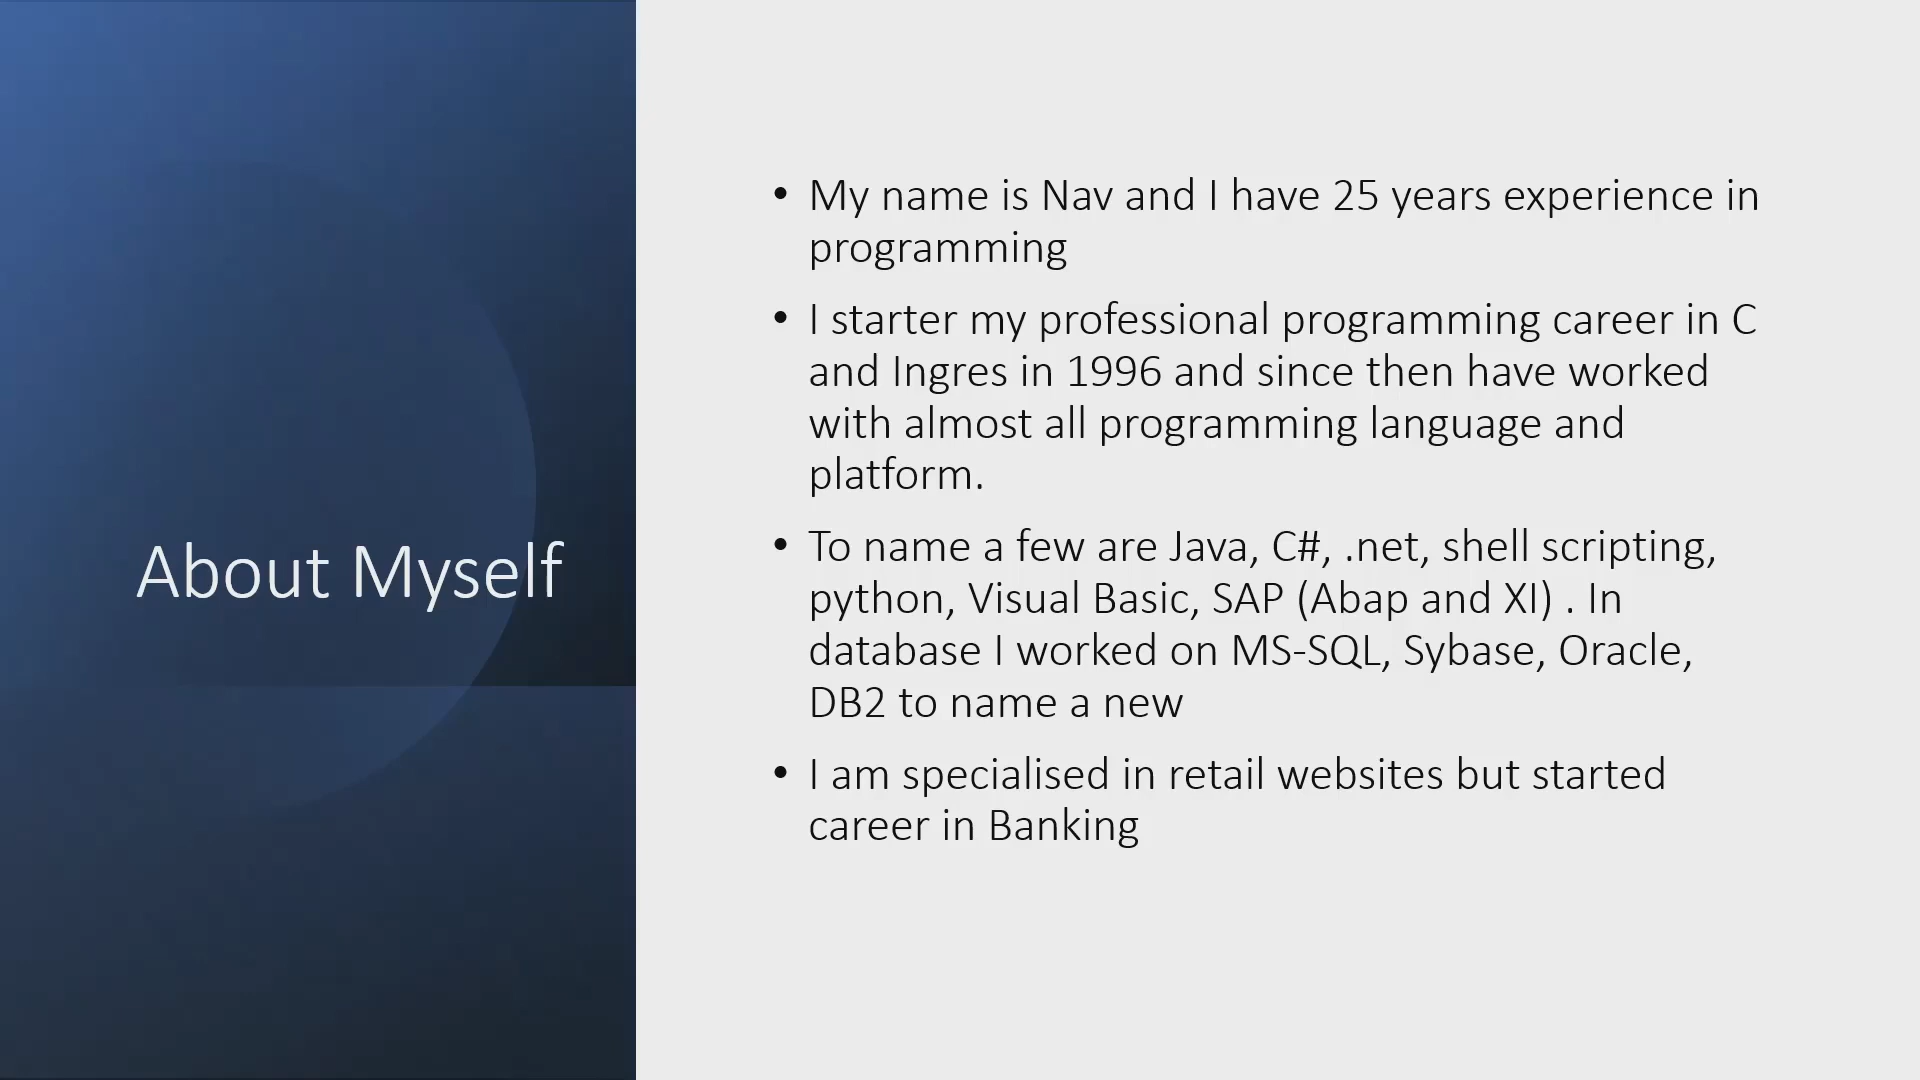 About Myself
• My name is Nav and I have 25 years experience in
programming
• I starter my professional programming career in C
and Ingres in 1996 and since then have worked
with almost all programming language and
platform.
• To name a few are Java, C#, .net, shell scripting,
python, Visual Basic, SAP (Abap and XI) . In
database I worked on MS-SQL, Sybase, Oracle,
DB2 to name a new
• I am specialised in retail websites but started
career in Banking